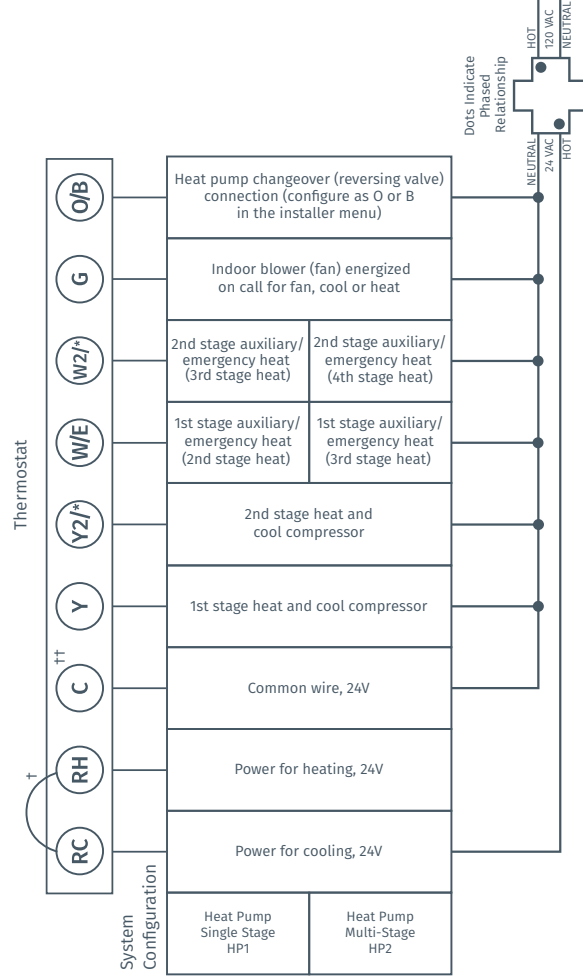 HOT
120 VAC
NEUTRAL
Dots Indicate
Phased
Relationship
NEUTRAL
24 VAC
HOT
Thermostat
O/B
Heat pump changeover (reversing valve)
connection (configure as O or B
in the installer menu)
G
Indoor blower (fan) energized
on call for fan, cool or heat
W2/*
2nd stage auxiliary/
emergency heat
(3rd stage heat)
2nd stage auxiliary/
emergency heat
(4th stage heat)
W/E
1st stage auxiliary/
emergency heat
(2nd stage heat)
1st stage auxiliary/
emergency heat
(3rd stage heat)
Y2/*
2nd stage heat and
cool compressor
Y
1st stage heat and cool compressor
††
C
Common wire, 24V
†
RH
Power for heating, 24V
RC
Power for cooling, 24V
System
Configuration
Heat Pump
Single Stage
HP1
Heat Pump
Multi-Stage
HP2